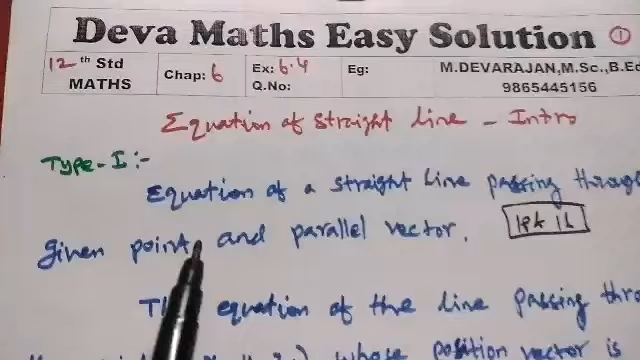 Deva Maths Easy Solution 1
12th Std MATHS
Chap: 6
Ex: 6.4
Q.No:
Eg:
M.DEVARAJAN,M.Sc.,B.Ed
9865445156
Equation of straight line - Intro
Type-I :-
Equation of a straight line passing through
given point and parallel vector. 1pt 1b
equation of the line passing thro
whose position vector is